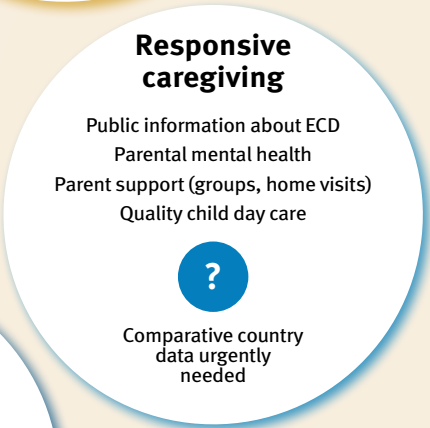 Responsive
caregiving
Public information about ECD
Parental mental health
Parent support (groups, home visits)
Quality child day care
?
Comparative country
data urgently
needed